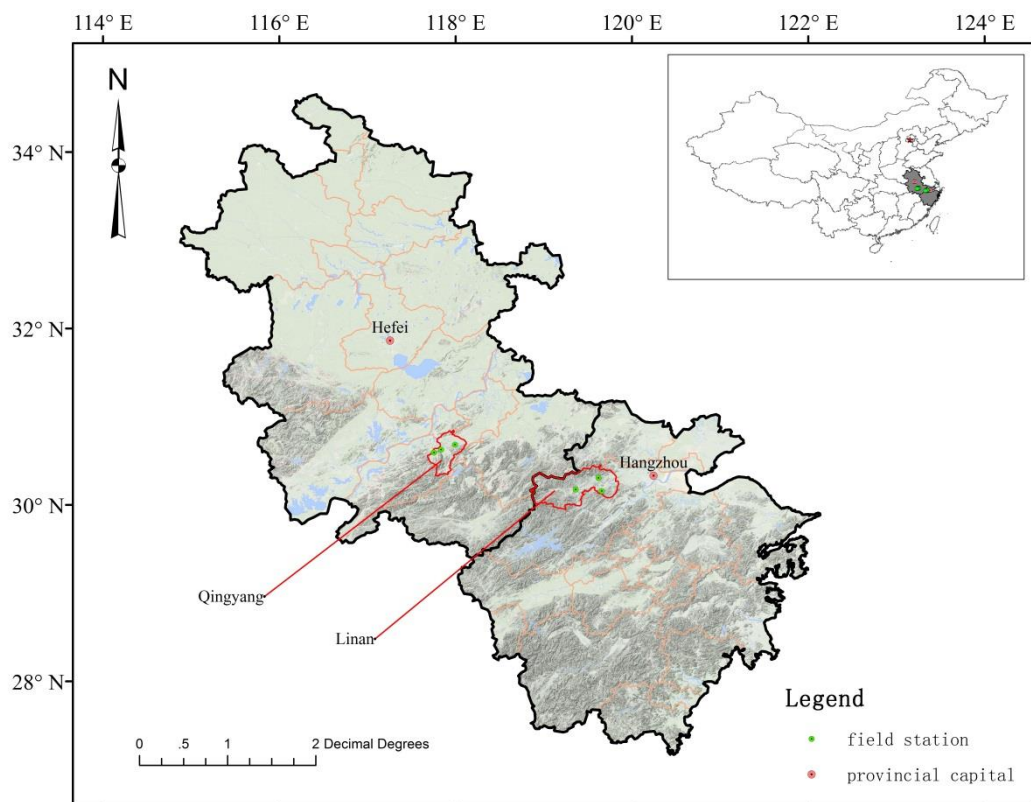 114° E 116° E 118° E 120° E 122° E 124° E
N
34° N
32° N
Hefei
Hangzhou
30° N
Qingyang
Linan
28° N
Legend
0 .5 1 2 Decimal Degrees
field station
provincial capital